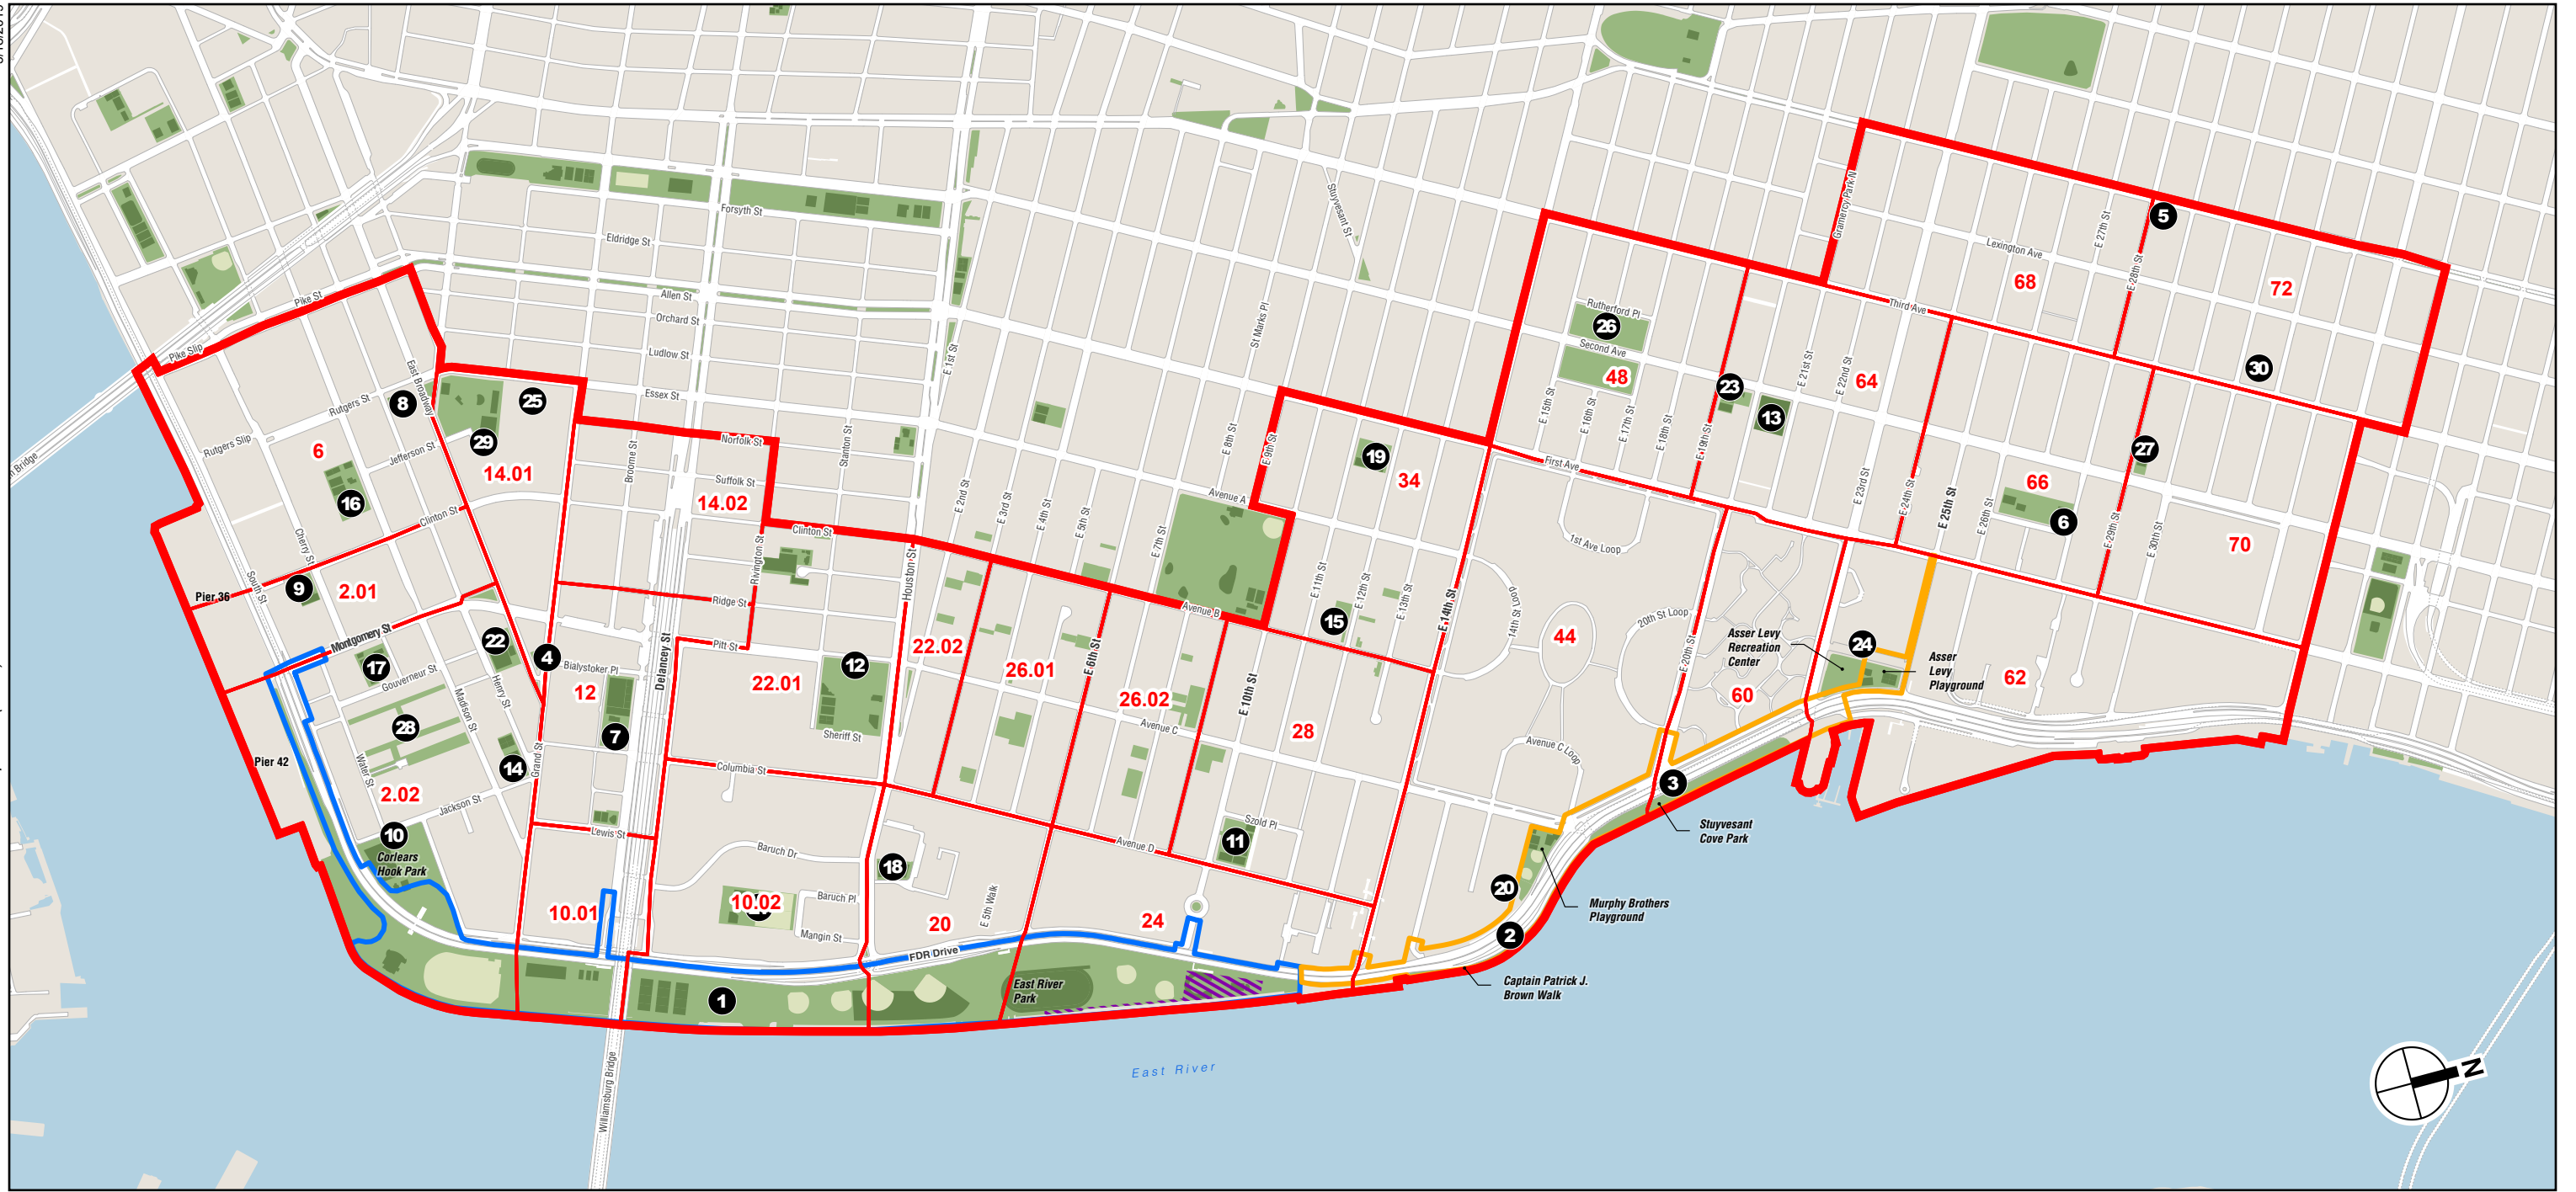 Forsyth St
Eldridge St
Allen St
Orchard St
Ludlow St
Essex St
Norfolk St
Suffolk St
14.02
Clinton St
Pike St
Pike Slip
East Broadway
Rutgers St
Rutgers Slip
Jefferson St
8
25
29
6
14.01
16
Clinton St
Cherry St
South St
9
2.01
Pier 36
Montgomery St
17
22
4
Gouverneur St
Madison St
Henry St
28
Water St
14
Pier 42
2.02
Jackson St
10
Corlears
Hook Park
Grand St
Broome St
Bialystoker Pl
12
7
Delancey St
Lewis St
10.01
Ridge St
Rivington St
Stanton St
Pitt St
22.01
12
Sheriff St
Columbia St
Baruch Dr
Baruch Pl
Mangin St
10.02
1
Houston St
E 1st St
E 2nd St
E 3rd St
E 4th St
E 5th St
E 6th St
E 7th St
E 8th St
E 9th St
St Marks Pl
Stuyvesant St
Avenue A
Avenue B
22.02
26.01
26.02
Avenue C
E 10th St
28
Szold Pl
11
Avenue D
18
20
E 5th Walk
24
FDR Drive
East River
Park
19
34
15
E 11th St
E 12th St
E 13th St
E 14th St
First Ave
1st Ave Loop
14th St Loop
44
20th St Loop
Avenue C Loop
E 20th St
Rutherford Pl
26
Second Ave
48
E 15th St
E 16th St
E 17th St
E 18th St
E 19th St
23
13
E 21st St
E 22nd St
64
E 23rd St
E 24th St
E 25th St
E 26th St
Gramercy Park N
Third Ave
Lexington Ave
E 27th St
E 28th St
68
5
72
30
27
66
6
E 29th St
E 30th St
70
Asser Levy
Recreation
Center
24
Asser
Levy
Playground
60
62
3
Stuyvesant
Cove Park
20
2
Murphy Brothers
Playground
Captain Patrick J.
Brown Walk
Williamsburg Bridge
East River
N